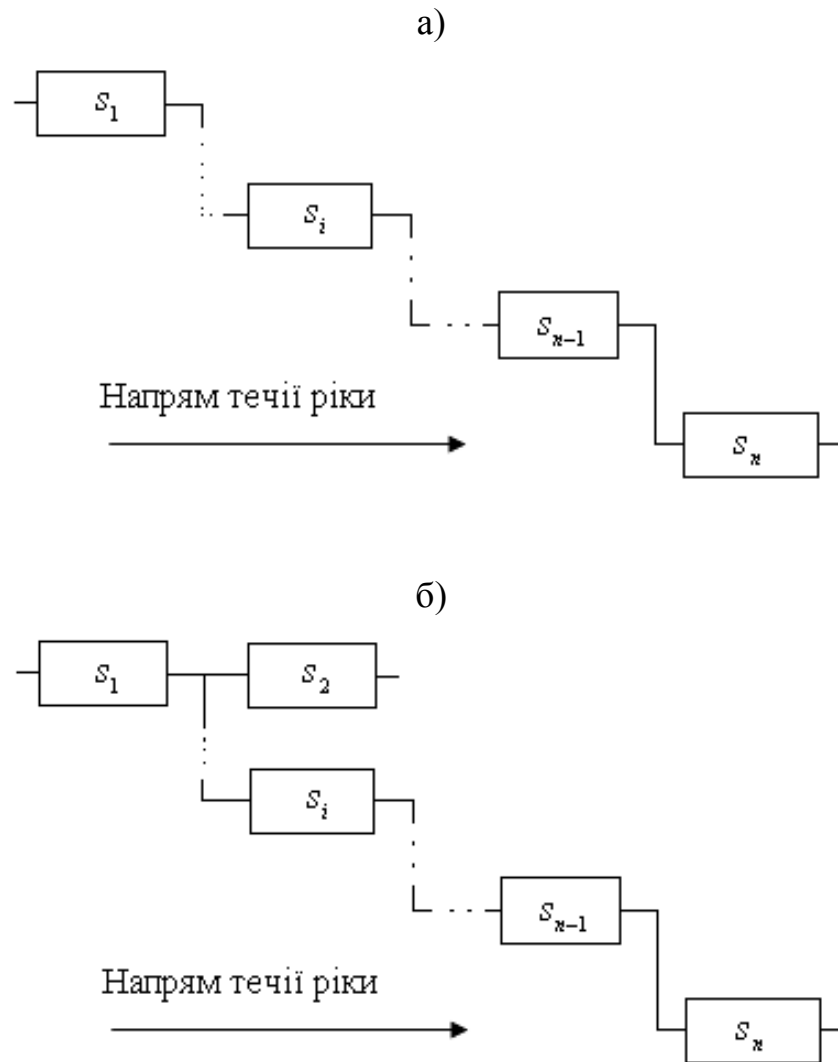 а)
S₁
Sᵢ
Sₙ₋₁
Напрям течії ріки
Sₙ
б)
S₁ S₂
Sᵢ
Sₙ₋₁
Напрям течії ріки
Sₙ